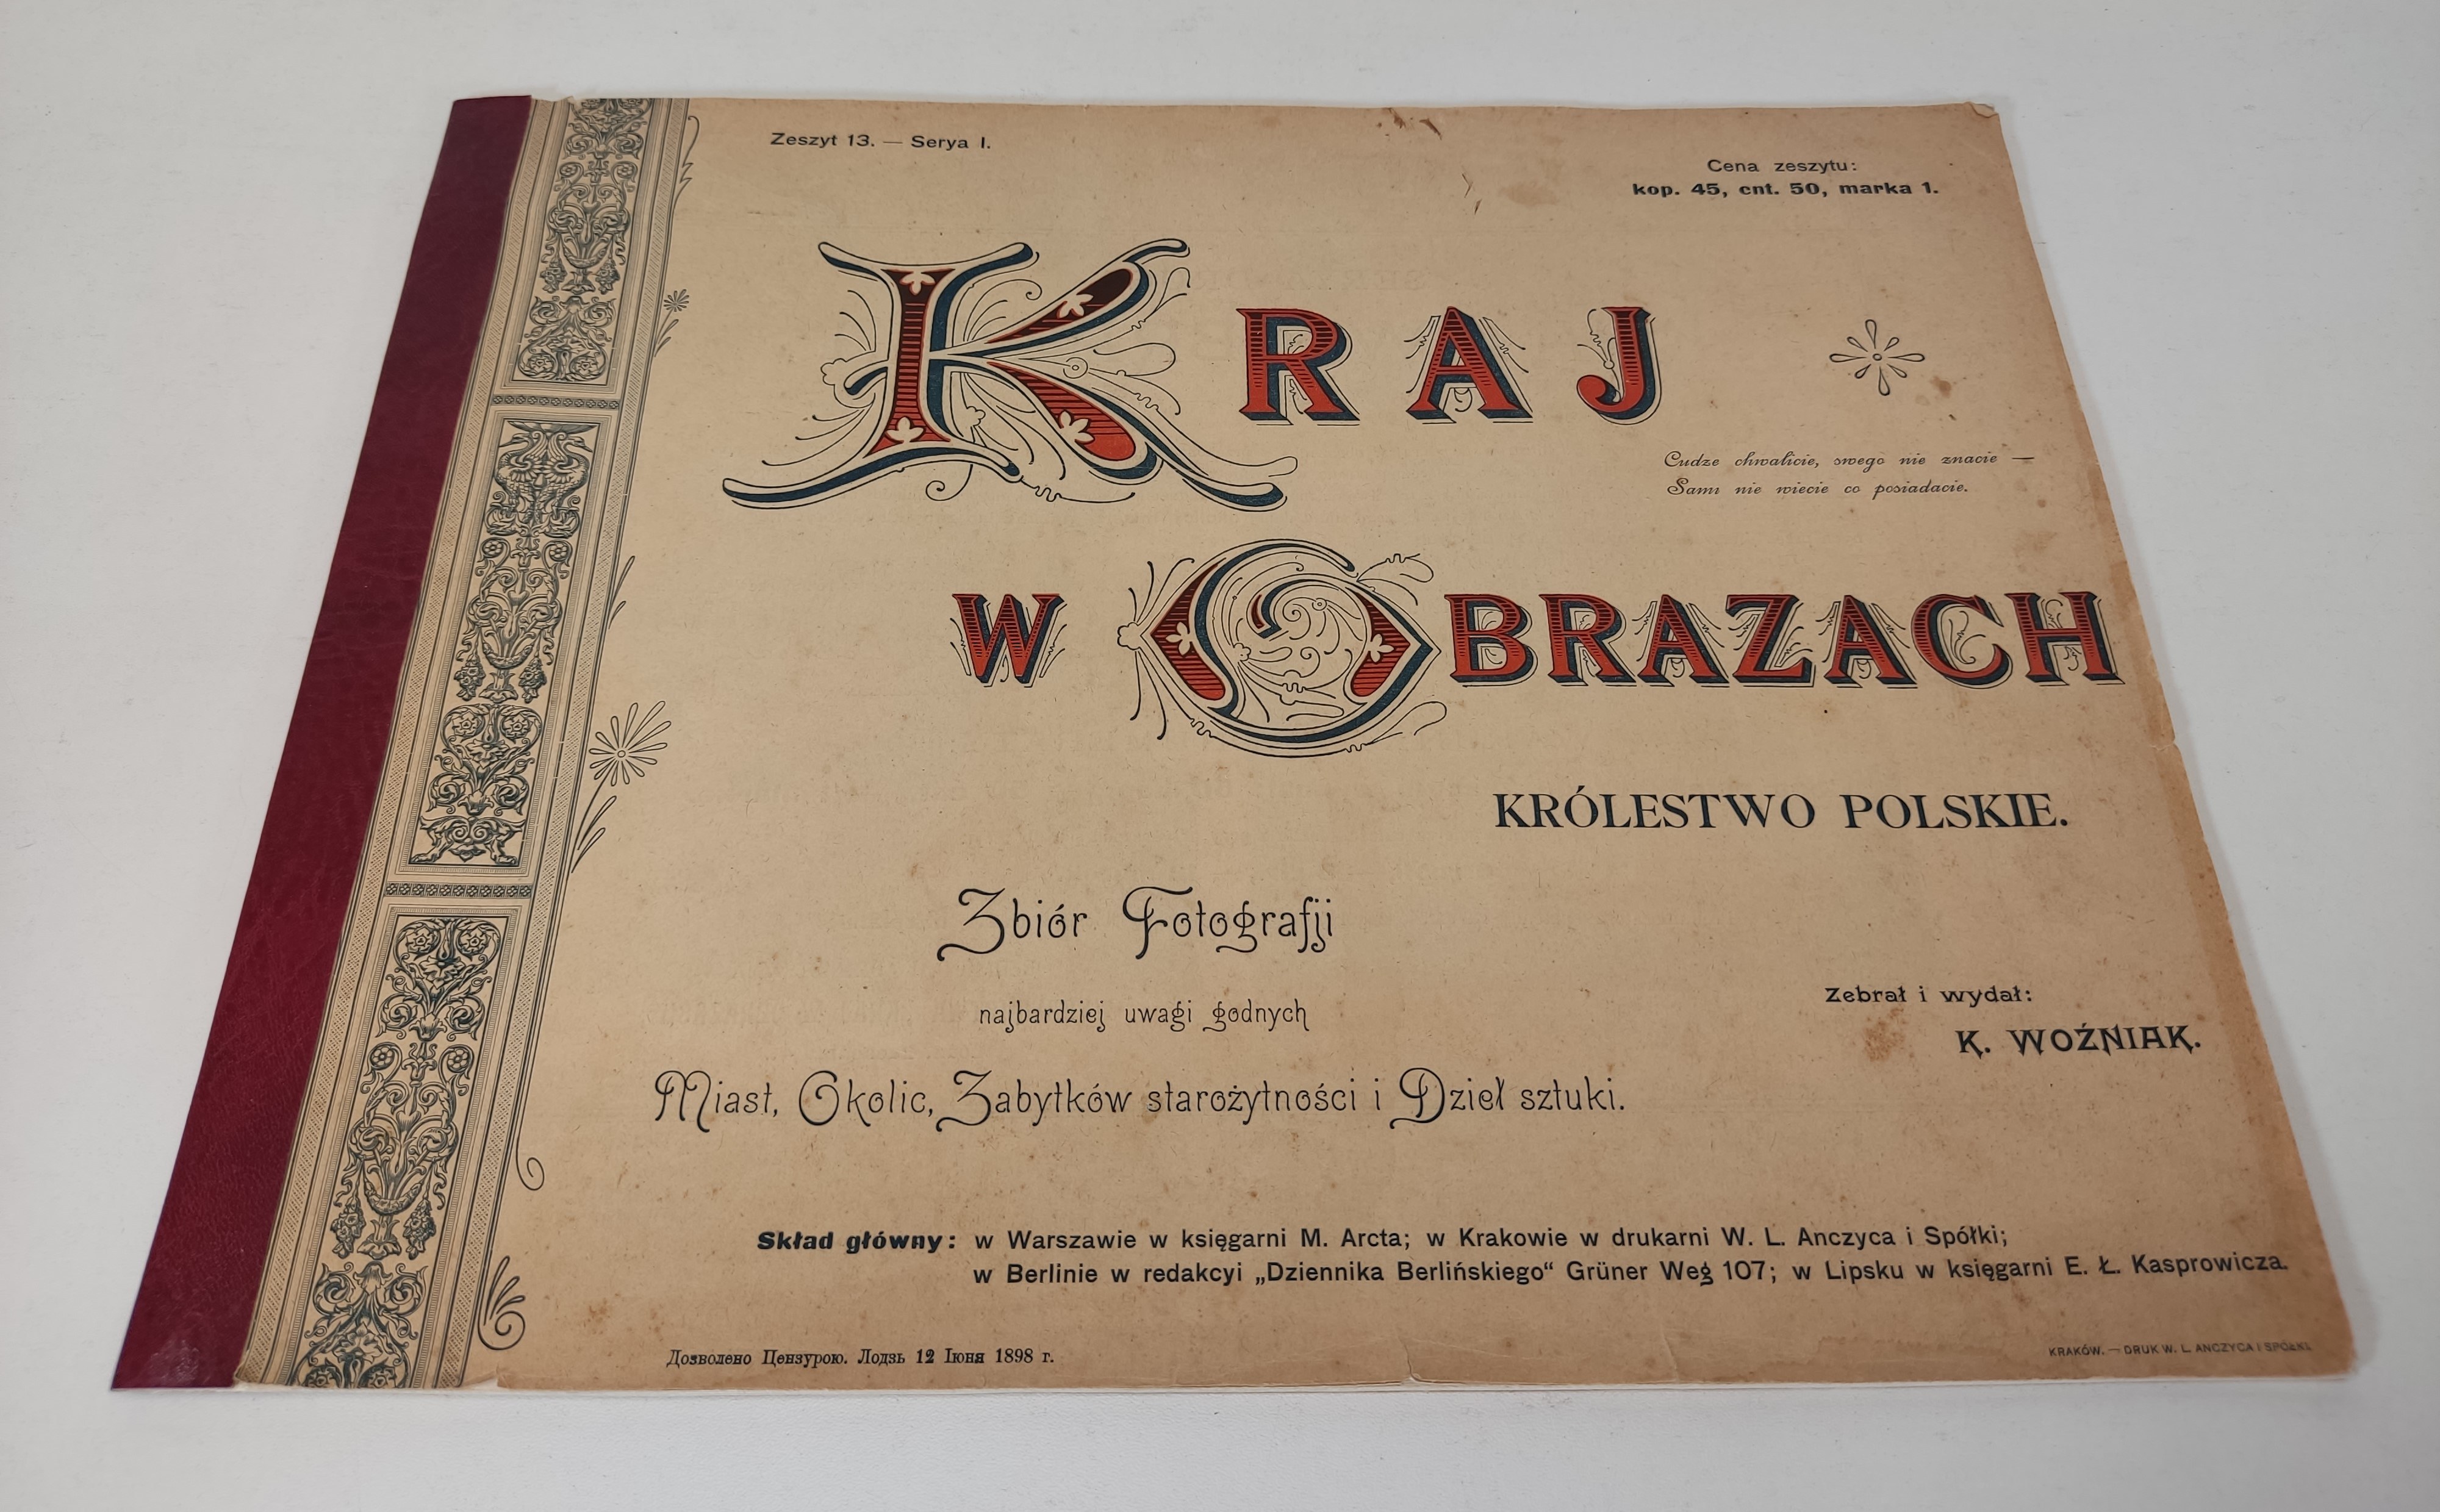 Zeszyt 13. — Serya I.
Cena zeszytu:
kop. 45, cnt. 50, marka 1.
KRAJ
Cudze chwalicie, swego nie znacie —
Sami nie wiecie co posiadacie.
W OBRAZACH
KRÓLESTWO POLSKIE.
Zbiór Fotografji
najbardziej uwagi godnych
Miast, Okolic, Zabytków starożytności i Dzieł sztuki.
Zebrał i wydał:
K. WOŹNIAK.
Skład główny: w Warszawie w księgarni M. Arcta; w Krakowie w drukarni W. L. Anczyca i Spółki;
w Berlinie w redakcyi „Dziennika Berlińskiego“ Grüner Weg 107; w Lipsku w księgarni E. Ł. Kasprowicza.
Дозволено Цензурою. Лодзь 12 Іюня 1898 г.
KRAKÓW. — DRUK W. L. ANCZYCA I SPÓŁKI.